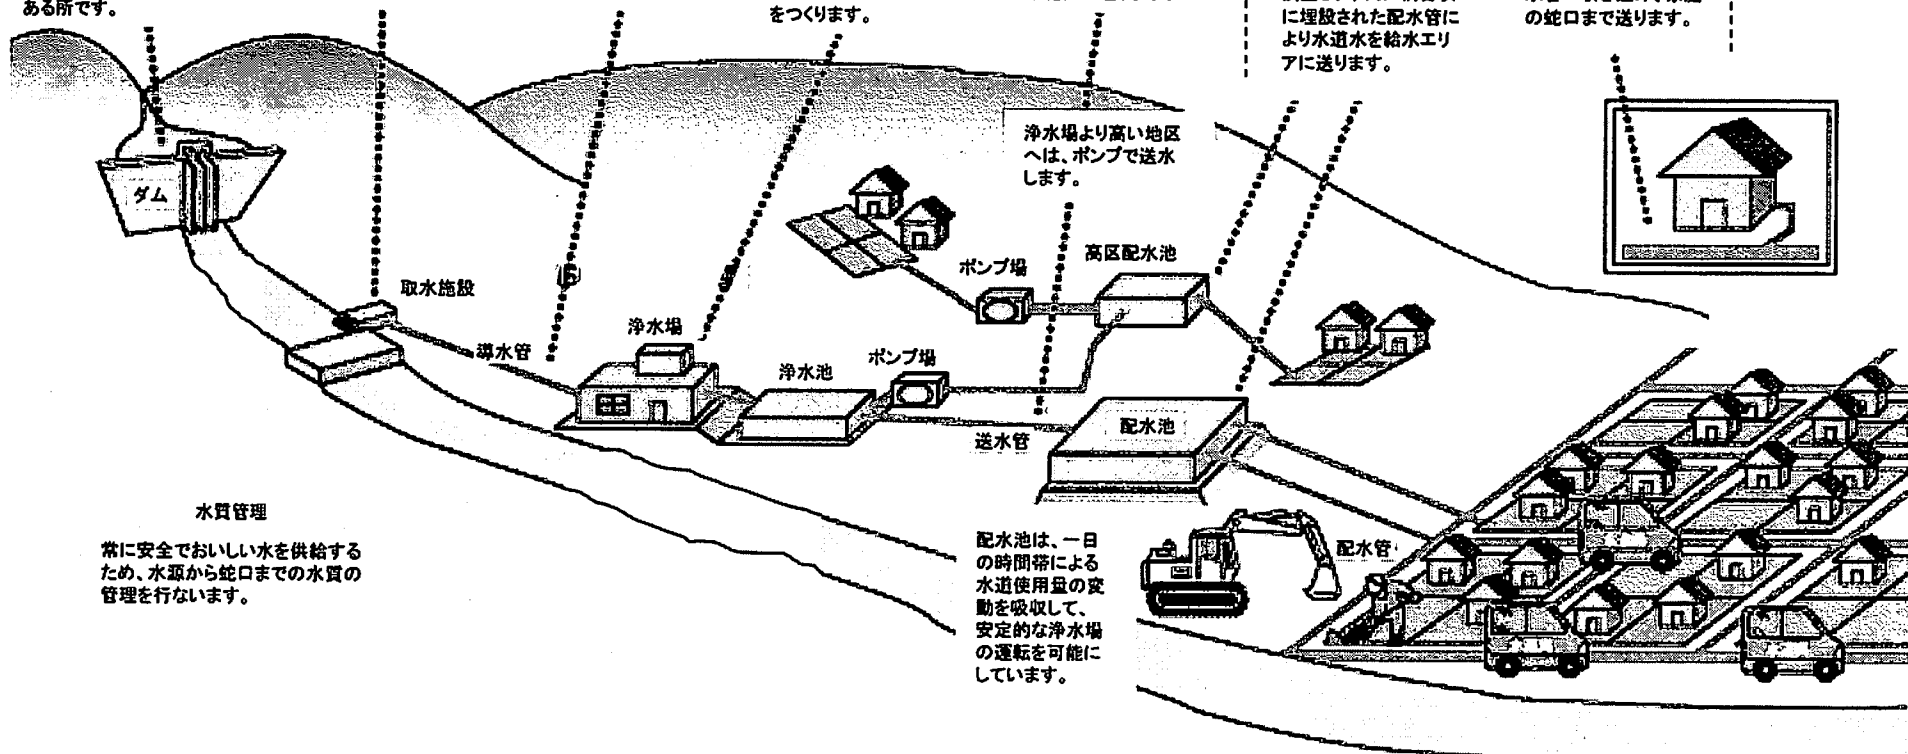 ある所です。
をつくります。
に埋設された配水管に
より水道水を給水エリ
アに送ります。
の蛇口まで送ります。
浄水場より高い地区
へは、ポンプで送水
します。
ダム
取水施設
導水管
浄水場
浄水池
ポンプ場
ポンプ場
高区配水池
送水管
配水池
配水管
水質管理
常に安全でおいしい水を供給する
ため、水源から蛇口までの水質の
管理を行ないます。
配水池は、一日
の時間帯による
水道使用量の変
動を吸収して、
安定的な浄水場
の運転を可能に
しています。